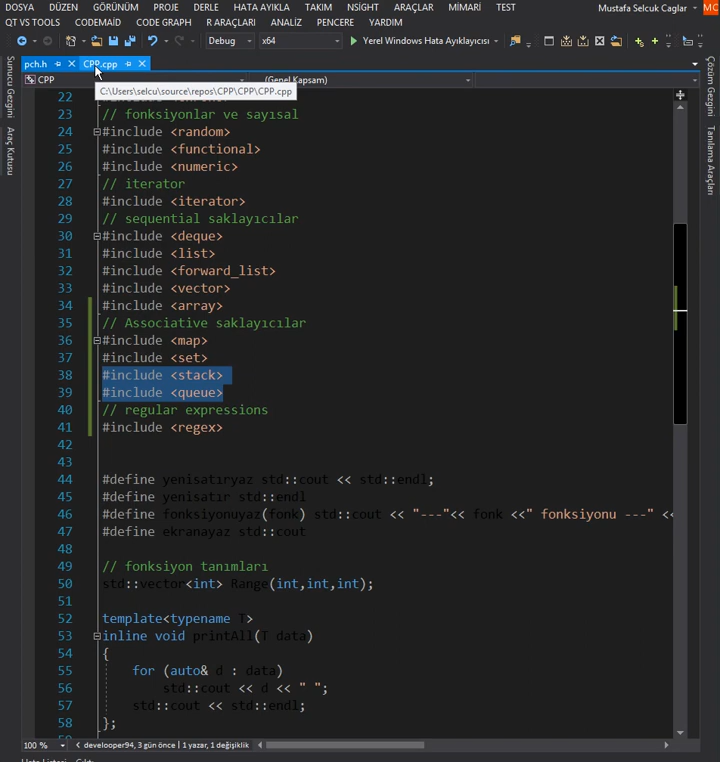 DOSYA DÜZEN GÖRÜNÜM PROJE DERLE HATA AYIKLA TAKIM NSİGHT ARAÇLAR MİMARİ TEST Mustafa Selcuk Caglar MC
QT VS TOOLS CODEMAID CODE GRAPH R ARAÇLARI ANALİZ PENCERE YARDIM
Debug x64 Yerel Windows Hata Ayıklayıcısı
pch.h CPP.cpp
CPP (Genel Kapsam)
C:\Users\selcu\source\repos\CPP\CPP\CPP.cpp
Sunucu Gezgini
Araç Kutusu
Çözüm Gezgini
Tanılama Araçları
22
23 // fonksiyonlar ve sayısal
24 #include <random>
25 #include <functional>
26 #include <numeric>
27 // iterator
28 #include <iterator>
29 // sequential saklayıcılar
30 #include <deque>
31 #include <list>
32 #include <forward_list>
33 #include <vector>
34 #include <array>
35 // Associative saklayıcılar
36 #include <map>
37 #include <set>
38 #include <stack>
39 #include <queue>
40 // regular expressions
41 #include <regex>
42
43
44 #define yenisatıryaz std::cout << std::endl;
45 #define yenisatır std::endl
46 #define fonksiyonuyaz(fonk) std::cout << "---"<< fonk <<" fonksiyonu ---" <<
47 #define ekranayaz std::cout
48
49 // fonksiyon tanımları
50 std::vector<int> Range(int,int,int);
51
52 template<typename T>
53 inline void printAll(T data)
54 {
55 for (auto& d : data)
56 std::cout << d << " ";
57 std::cout << std::endl;
58 };
100 % develooper94, 3 gün önce | 1 yazar, 1 değişiklik